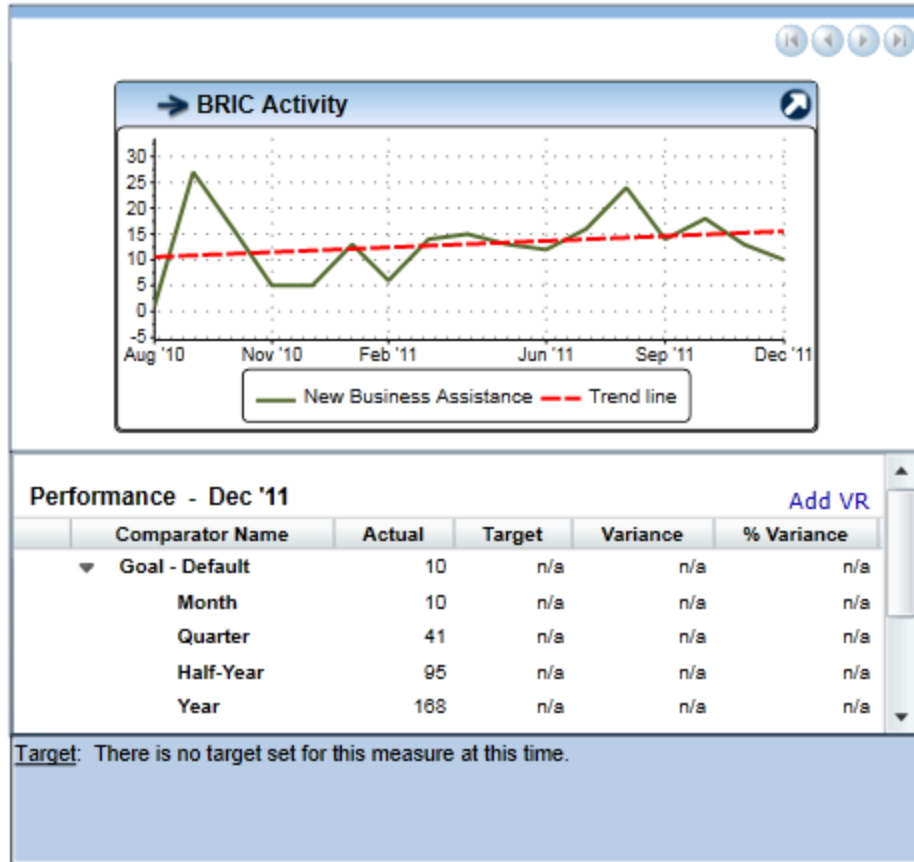 BRIC Activity
30
25
20
15
10
5
0
-5
Aug '10 Nov '10 Feb '11 Jun '11 Sep '11 Dec '11
New Business Assistance Trend line
Performance - Dec '11 Add VR
Comparator Name Actual Target Variance % Variance
Goal - Default 10 n/a n/a n/a
Month 10 n/a n/a n/a
Quarter 41 n/a n/a n/a
Half-Year 95 n/a n/a n/a
Year 168 n/a n/a n/a
Target: There is no target set for this measure at this time.